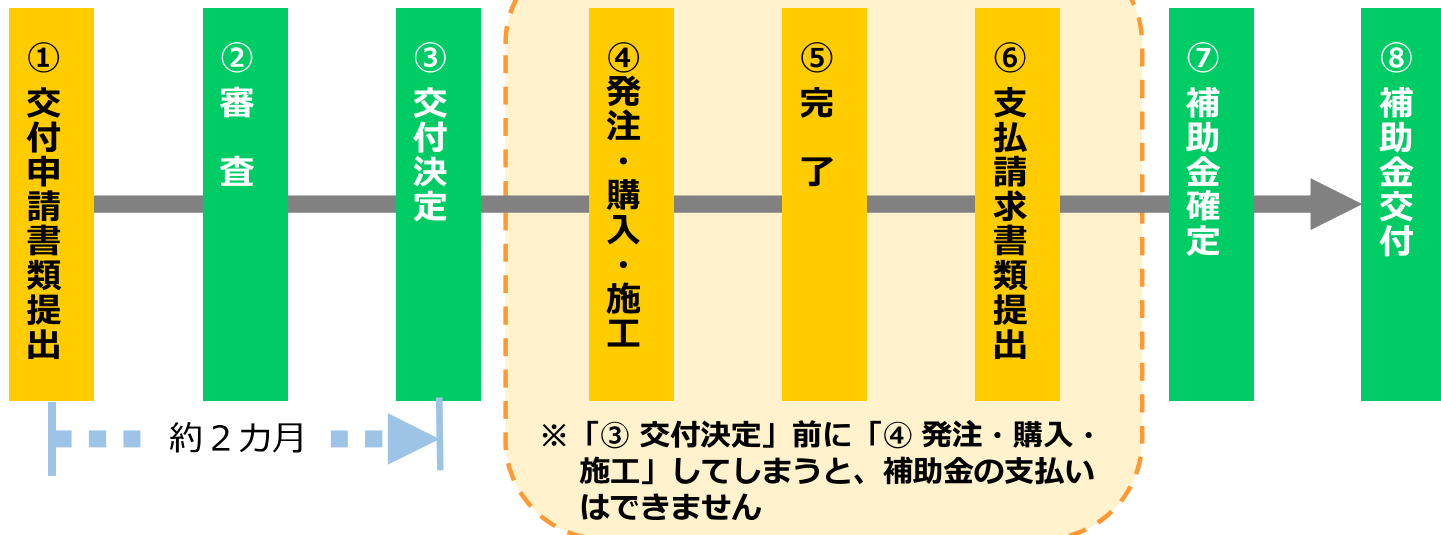 ① 交付申請書類提出
② 審 査
③ 交付決定
④ 発注・購入・施工
⑤ 完 了
⑥ 支払請求書類提出
⑦ 補助金確定
⑧ 補助金交付
約２カ月
※「③ 交付決定」前に「④ 発注・購入・
施工」してしまうと、補助金の支払い
はできません